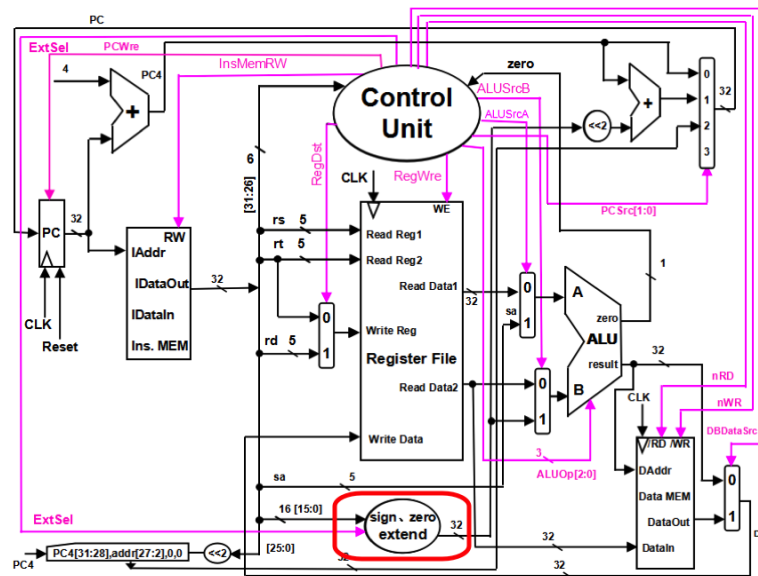 PC
ExtSel
PCWre
InsMemRW
4
PC4
+
Control
Unit
zero
ALUSrcB
ALUSrcA
<<2
+
0
1
2
3
32
6
[31:26]
RegDst
CLK
RegWre
PCSrc[1:0]
PC
32
CLK
Reset
RW
IAddr
IDataOut
IDataIn
Ins. MEM
32
rs
5
rt
5
rd
5
0
1
WE
Read Reg1
Read Reg2
Read Data1
Write Reg
Register File
Read Data2
Write Data
32
sa
0
1
0
1
A
B
zero
ALU
result
1
32
3
ALUOp[2:0]
CLK
nRD
nWR
DBDataSrc
/RD /WR
DAddr
Data MEM
DataOut
DataIn
0
1
sa
5
16 [15:0]
sign、zero
extend
32
ExtSel
[25:0]
<<2
PC4[31:28],addr[27:2],0,0
PC4
32
32
32